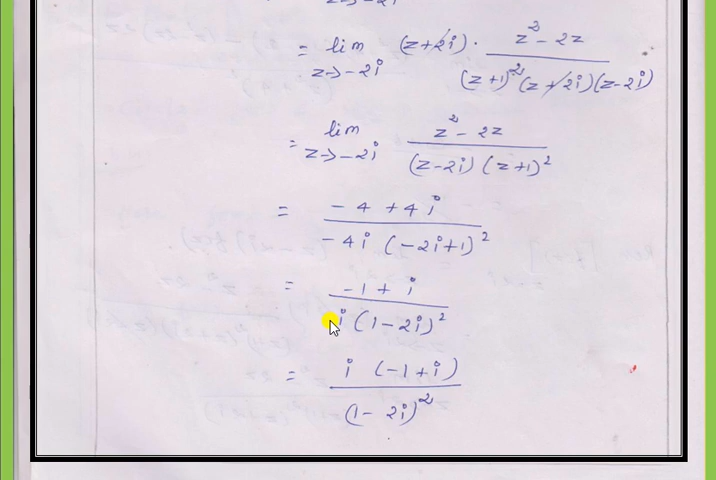 z→-2i
= lim z→-2i (z+2i) · (z² - 2z) / ((z+1)² (z+2i)(z-2i))
= lim z→-2i (z² - 2z) / ((z-2i) (z+1)²)
= (-4 + 4i) / (-4i (-2i+1)²)
= (-1 + i) / (i (1-2i)²)
= i (-1+i) / (1-2i)²